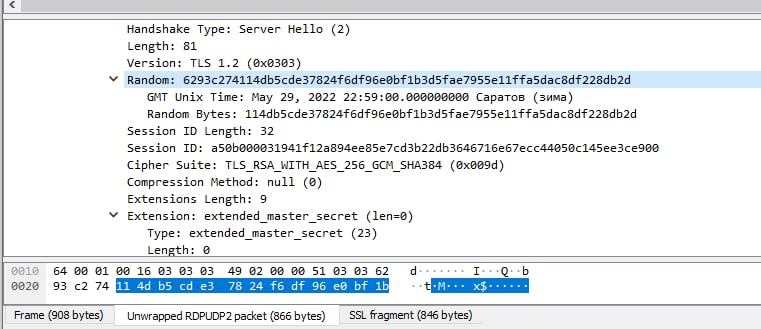 Handshake Type: Server Hello (2)
Length: 81
Version: TLS 1.2 (0x0303)
Random: 6293c274114db5cde37824f6df96e0bf1b3d5fae7955e11ffa5dac8df228db2d
GMT Unix Time: May 29, 2022 22:59:00.000000000 Саратов (зима)
Random Bytes: 114db5cde37824f6df96e0bf1b3d5fae7955e11ffa5dac8df228db2d
Session ID Length: 32
Session ID: a50b000031941f12a894ee85e7cd3b22db3646716e67ecc44050c145ee3ce900
Cipher Suite: TLS_RSA_WITH_AES_256_GCM_SHA384 (0x009d)
Compression Method: null (0)
Extensions Length: 9
Extension: extended_master_secret (len=0)
Type: extended_master_secret (23)
Length: 0
0010 64 00 01 00 16 03 03 03 49 02 00 00 51 03 03 62 d·······I···Q··b
0020 93 c2 74 11 4d b5 cd e3 78 24 f6 df 96 e0 bf 1b ··t·M···x$······
Frame (908 bytes) Unwrapped RDPUDP2 packet (866 bytes) SSL fragment (846 bytes)